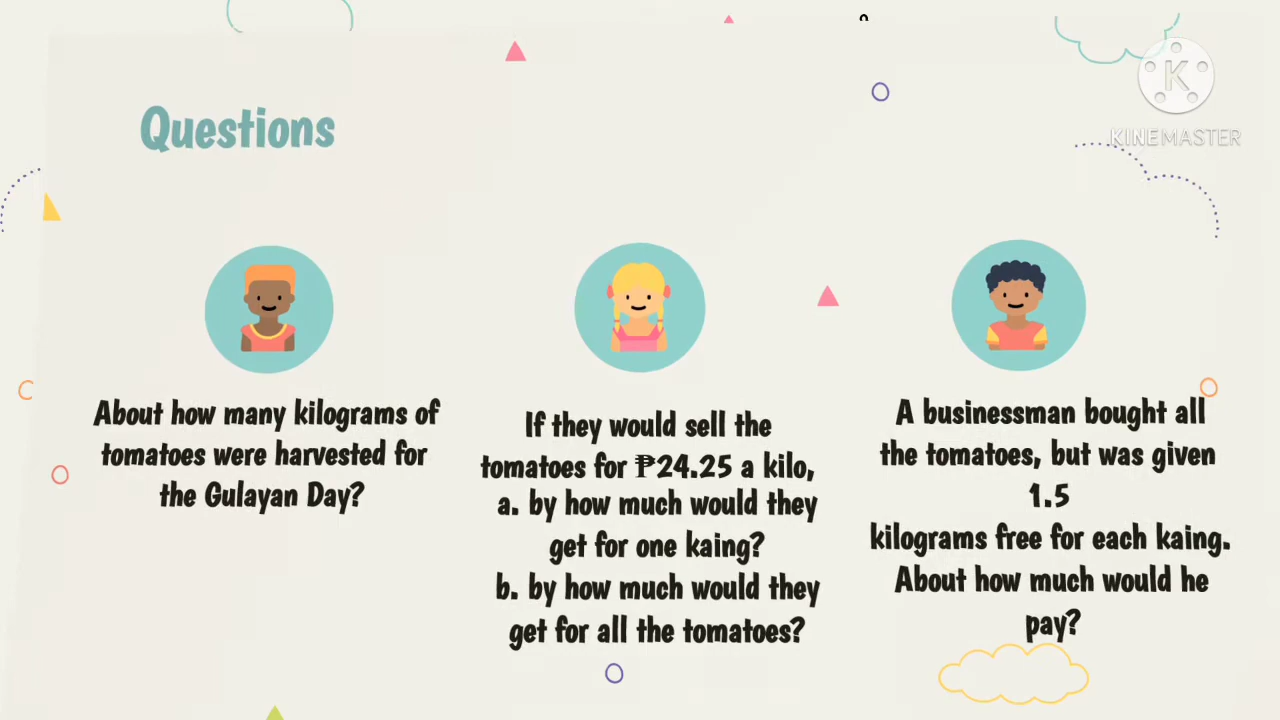 Questions
KINEMASTER
About how many kilograms of
tomatoes were harvested for
the Gulayan Day?
If they would sell the
tomatoes for ₱24.25 a kilo,
a. by how much would they
get for one kaing?
b. by how much would they
get for all the tomatoes?
A businessman bought all
the tomatoes, but was given
1.5
kilograms free for each kaing.
About how much would he
pay?